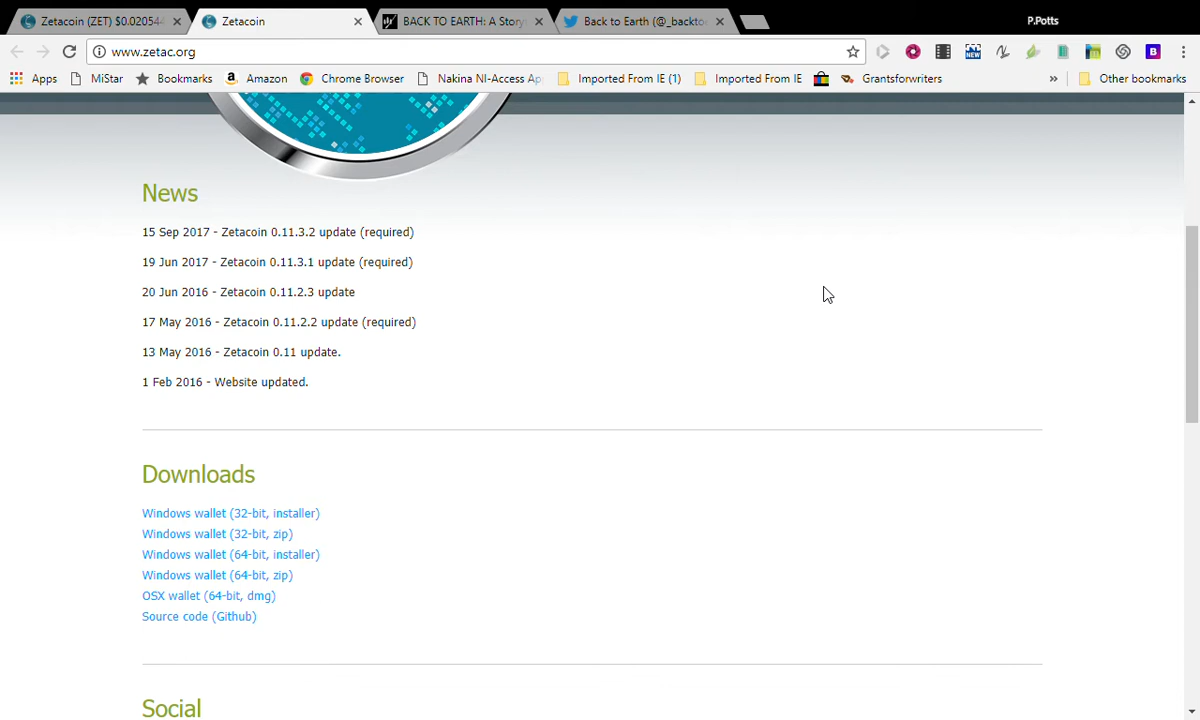 Zetacoin (ZET) $0.02054
Zetacoin
BACK TO EARTH: A Story
Back to Earth (@_backto
P.Potts
www.zetac.org
Apps
MiStar
Bookmarks
Amazon
Chrome Browser
Nakina NI-Access Ap
Imported From IE (1)
Imported From IE
Grantsforwriters
»
Other bookmarks
News
15 Sep 2017 - Zetacoin 0.11.3.2 update (required)
19 Jun 2017 - Zetacoin 0.11.3.1 update (required)
20 Jun 2016 - Zetacoin 0.11.2.3 update
17 May 2016 - Zetacoin 0.11.2.2 update (required)
13 May 2016 - Zetacoin 0.11 update.
1 Feb 2016 - Website updated.
Downloads
Windows wallet (32-bit, installer)
Windows wallet (32-bit, zip)
Windows wallet (64-bit, installer)
Windows wallet (64-bit, zip)
OSX wallet (64-bit, dmg)
Source code (Github)
Social